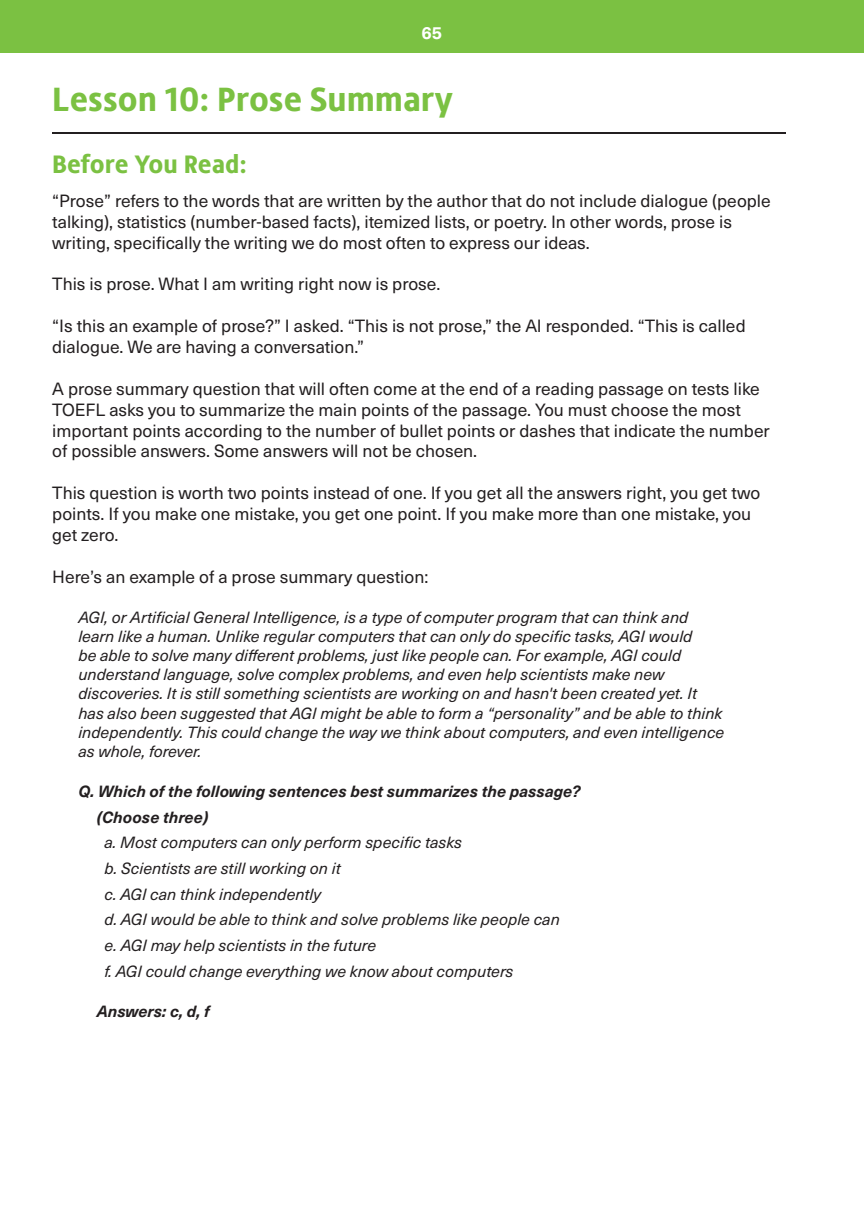 65
Lesson 10: Prose Summary
Before You Read:
“Prose” refers to the words that are written by the author that do not include dialogue (people
talking), statistics (number-based facts), itemized lists, or poetry. In other words, prose is
writing, specifically the writing we do most often to express our ideas.
This is prose. What I am writing right now is prose.
“Is this an example of prose?” I asked. “This is not prose,” the AI responded. “This is called
dialogue. We are having a conversation.”
A prose summary question that will often come at the end of a reading passage on tests like
TOEFL asks you to summarize the main points of the passage. You must choose the most
important points according to the number of bullet points or dashes that indicate the number
of possible answers. Some answers will not be chosen.
This question is worth two points instead of one. If you get all the answers right, you get two
points. If you make one mistake, you get one point. If you make more than one mistake, you
get zero.
Here’s an example of a prose summary question:
AGI, or Artificial General Intelligence, is a type of computer program that can think and
learn like a human. Unlike regular computers that can only do specific tasks, AGI would
be able to solve many different problems, just like people can. For example, AGI could
understand language, solve complex problems, and even help scientists make new
discoveries. It is still something scientists are working on and hasn't been created yet. It
has also been suggested that AGI might be able to form a “personality” and be able to think
independently. This could change the way we think about computers, and even intelligence
as whole, forever.
Q. Which of the following sentences best summarizes the passage?
(Choose three)
a. Most computers can only perform specific tasks
b. Scientists are still working on it
c. AGI can think independently
d. AGI would be able to think and solve problems like people can
e. AGI may help scientists in the future
f. AGI could change everything we know about computers
Answers: c, d, f